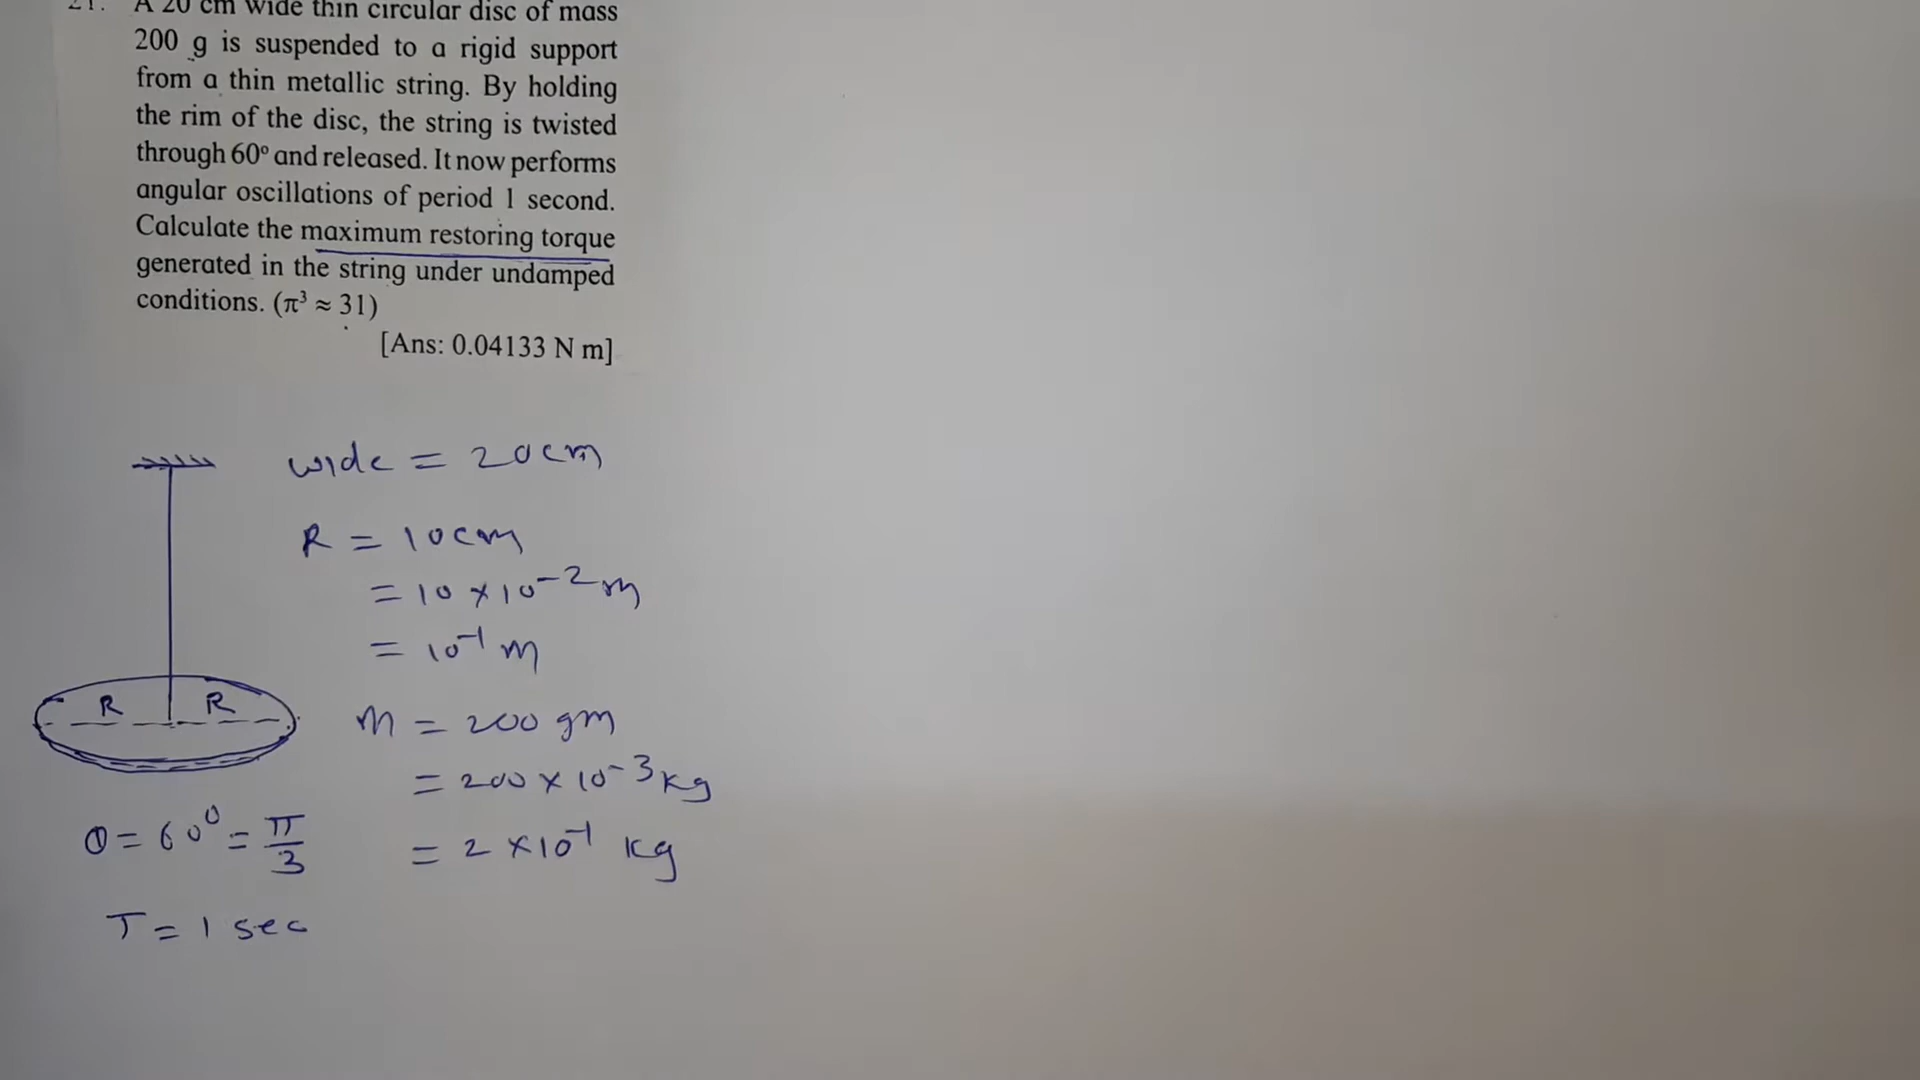 21. A 20 cm wide thin circular disc of mass
200 g is suspended to a rigid support
from a thin metallic string. By holding
the rim of the disc, the string is twisted
through 60° and released. It now performs
angular oscillations of period 1 second.
Calculate the maximum restoring torque
generated in the string under undamped
conditions. (π³ ≈ 31)
[Ans: 0.04133 N m]
wide = 20cm
R = 10cm
= 10 × 10⁻² m
= 10⁻¹ m
R R
M = 200 gm
= 200 × 10⁻³ kg
= 2 × 10⁻¹ kg
θ = 60⁰ = π/3
T = 1 sec